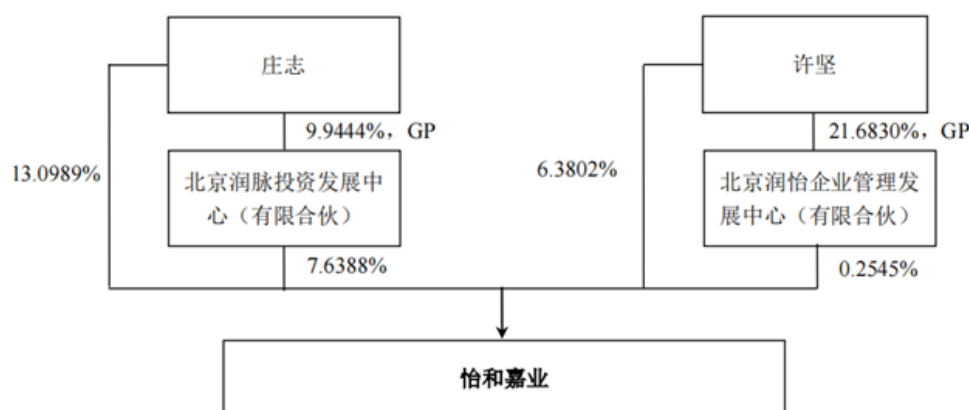 庄志
许坚
9.9444%，GP
21.6830%，GP
13.0989%
北京润脉投资发展中
心（有限合伙）
6.3802%
北京润怡企业管理发
展中心（有限合伙）
7.6388%
0.2545%
怡和嘉业